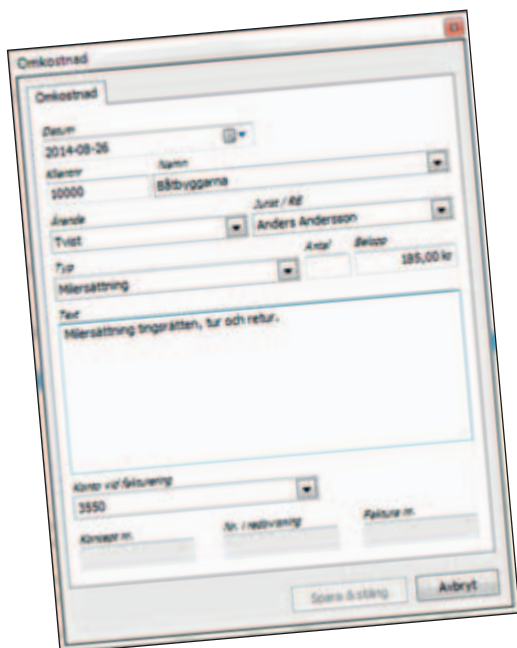 Omkostnad
Omkostnad
Datum
2014-08-26
Klientnr Namn
10000 Båtbyggarna
Ärende Jurist / RE
Tvist Anders Andersson
Typ Antal Belopp
Milersättning 185,00 kr
Text
Milersättning tingsrätten, tur och retur.
Konto vid fakturering
3550
Koncept nr. Nr. i redovisning Faktura nr.
Spara & stäng Avbryt